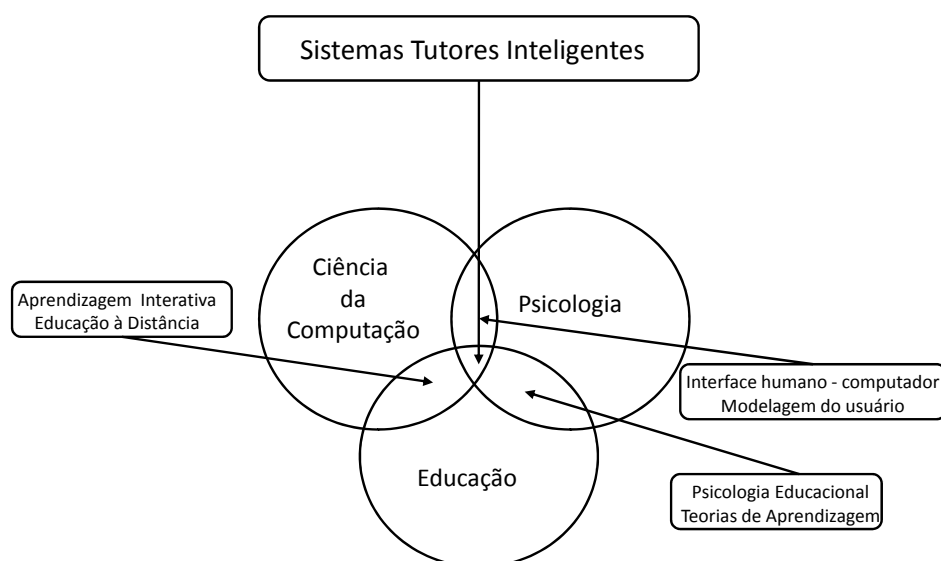 Sistemas Tutores Inteligentes
Ciência
da
Computação
Psicologia
Aprendizagem Interativa
Educação à Distância
Interface humano - computador
Modelagem do usuário
Educação
Psicologia Educacional
Teorias de Aprendizagem